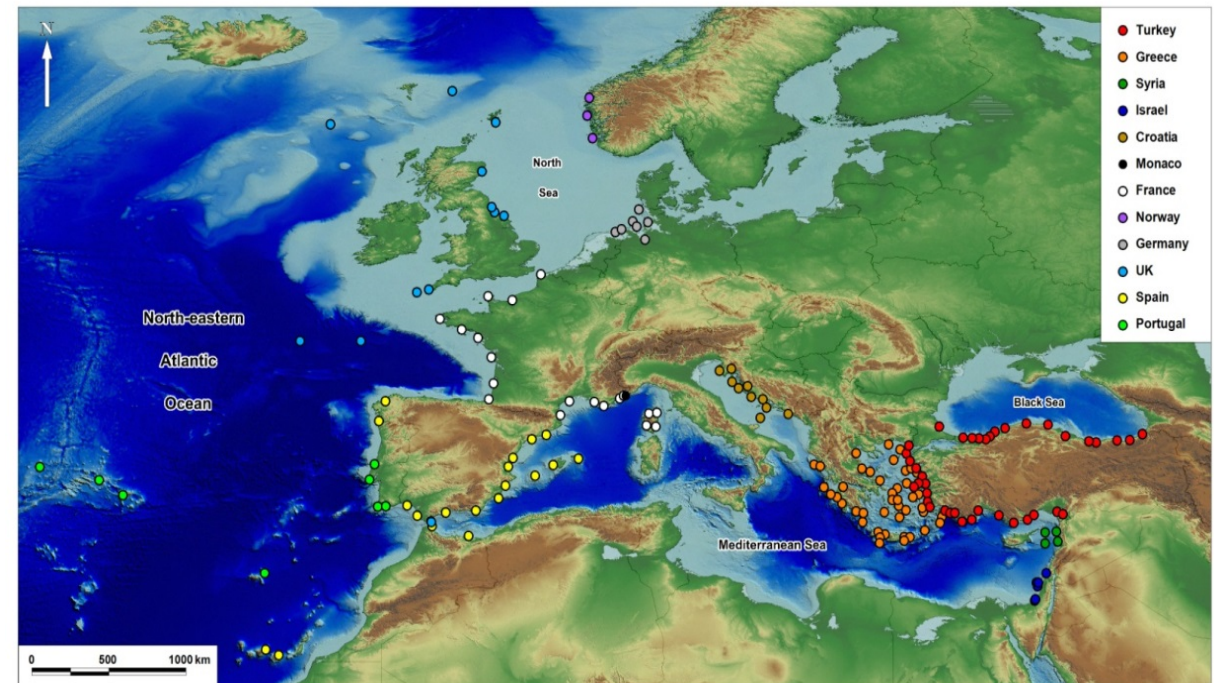 N
North
Sea
North-eastern
Atlantic
Ocean
Black Sea
Mediterranean Sea
Turkey
Greece
Syria
Israel
Croatia
Monaco
France
Norway
Germany
UK
Spain
Portugal
0 500 1000 km